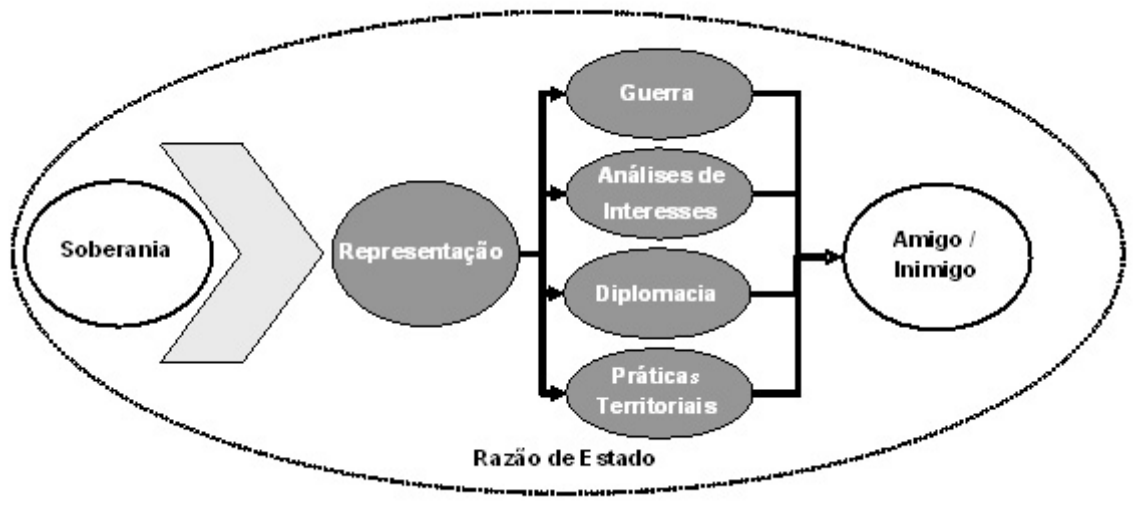 Soberania
Representação
Guerra
Análises de
Interesses
Diplomacia
Práticas
Territoriais
Amigo /
Inimigo
Razão de Estado